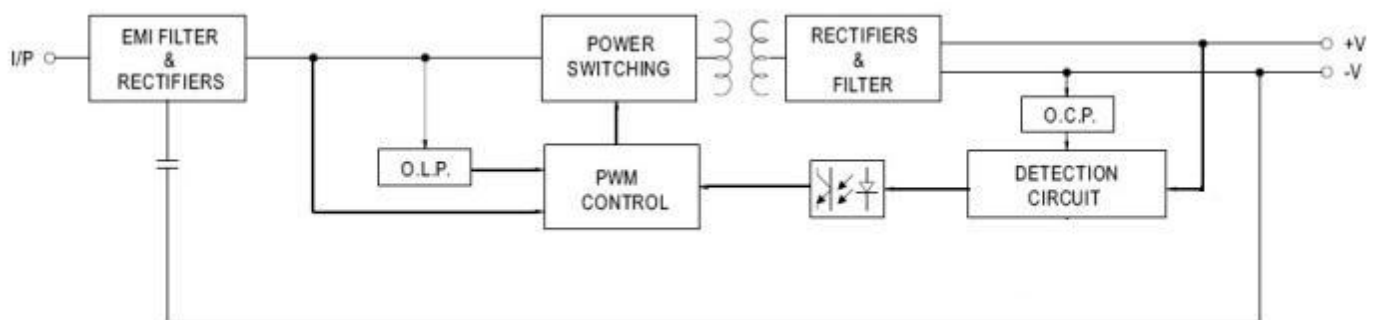 I/P
EMI FILTER
&
RECTIFIERS
POWER
SWITCHING
RECTIFIERS
&
FILTER
+V
-V
O.L.P.
PWM
CONTROL
O.C.P.
DETECTION
CIRCUIT